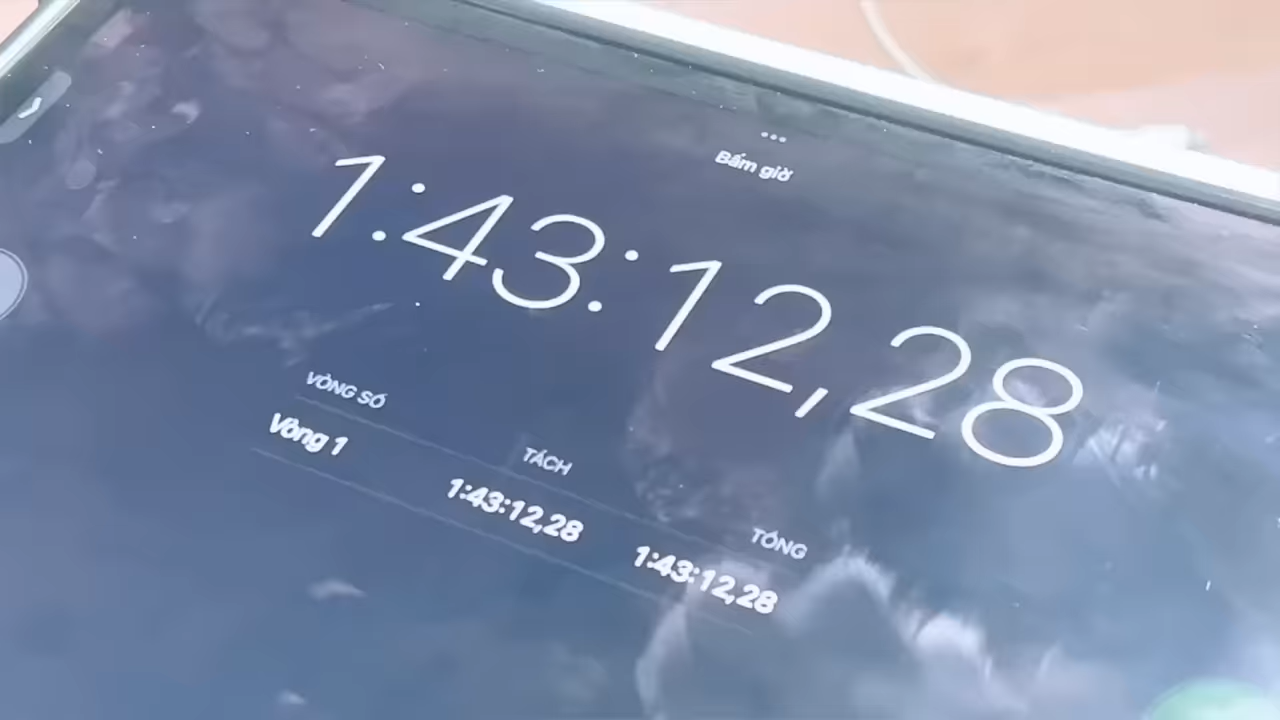 Bấm giờ
1:43:12,28
VÒNG SỐ
TÁCH
TỔNG
Vòng 1
1:43:12,28
1:43:12,28